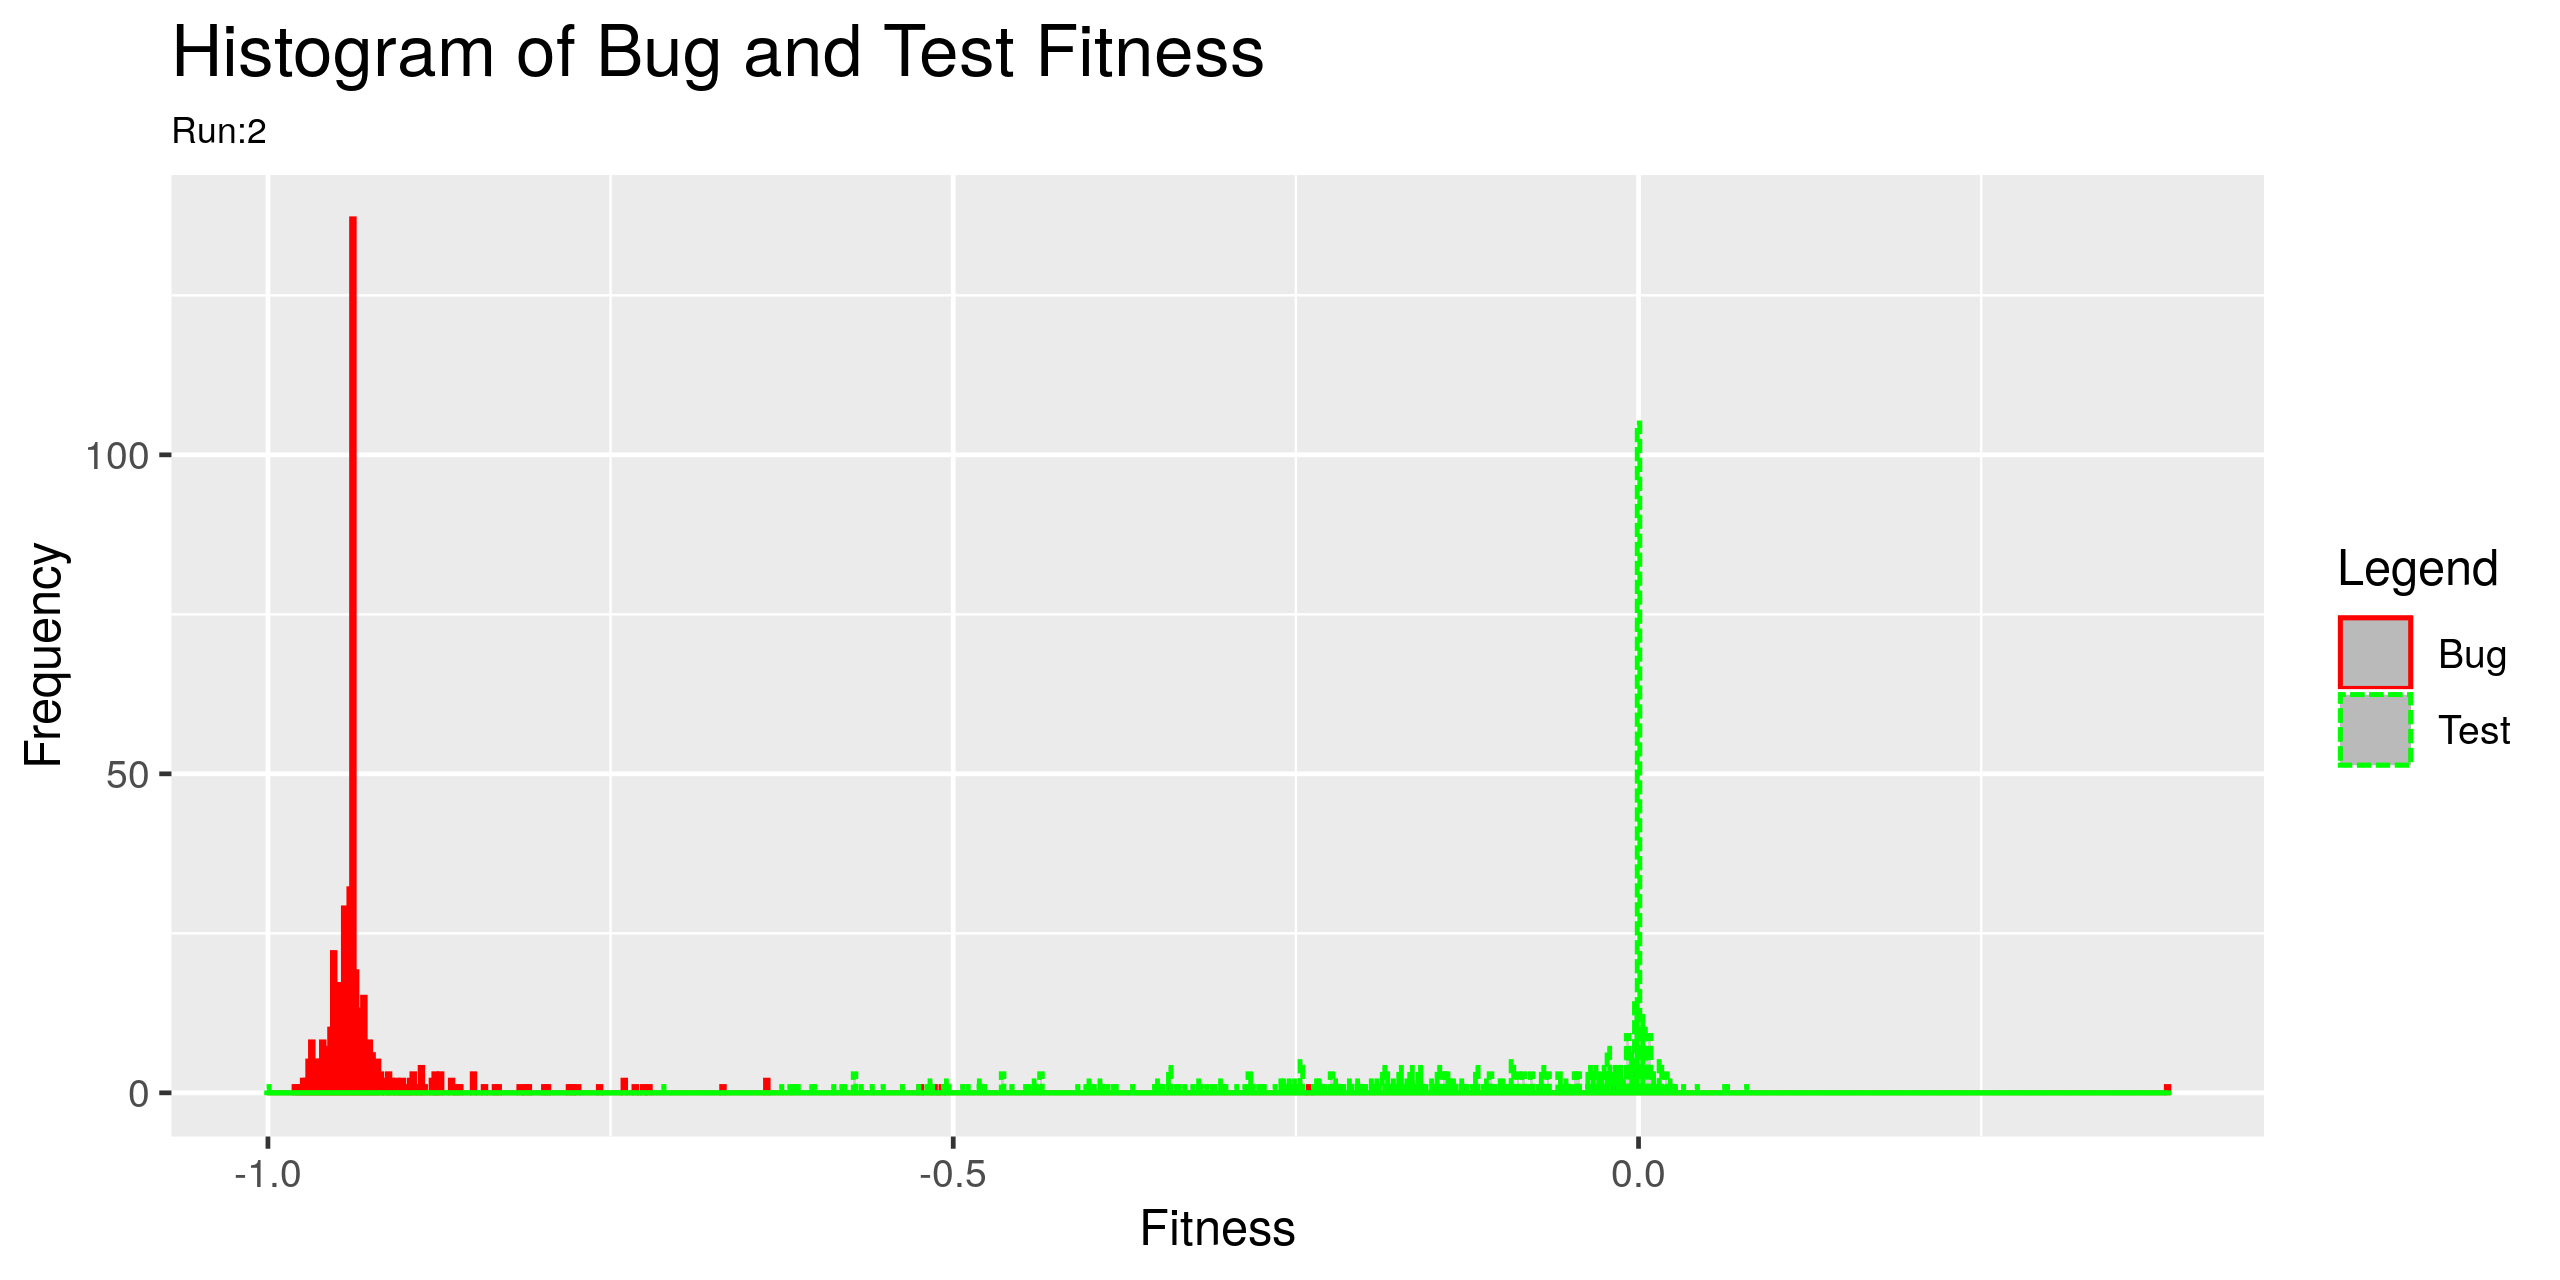 Histogram of Bug and Test Fitness
Run:2
Frequency
100
50
0
-1.0
-0.5
0.0
Fitness
Legend
Bug
Test